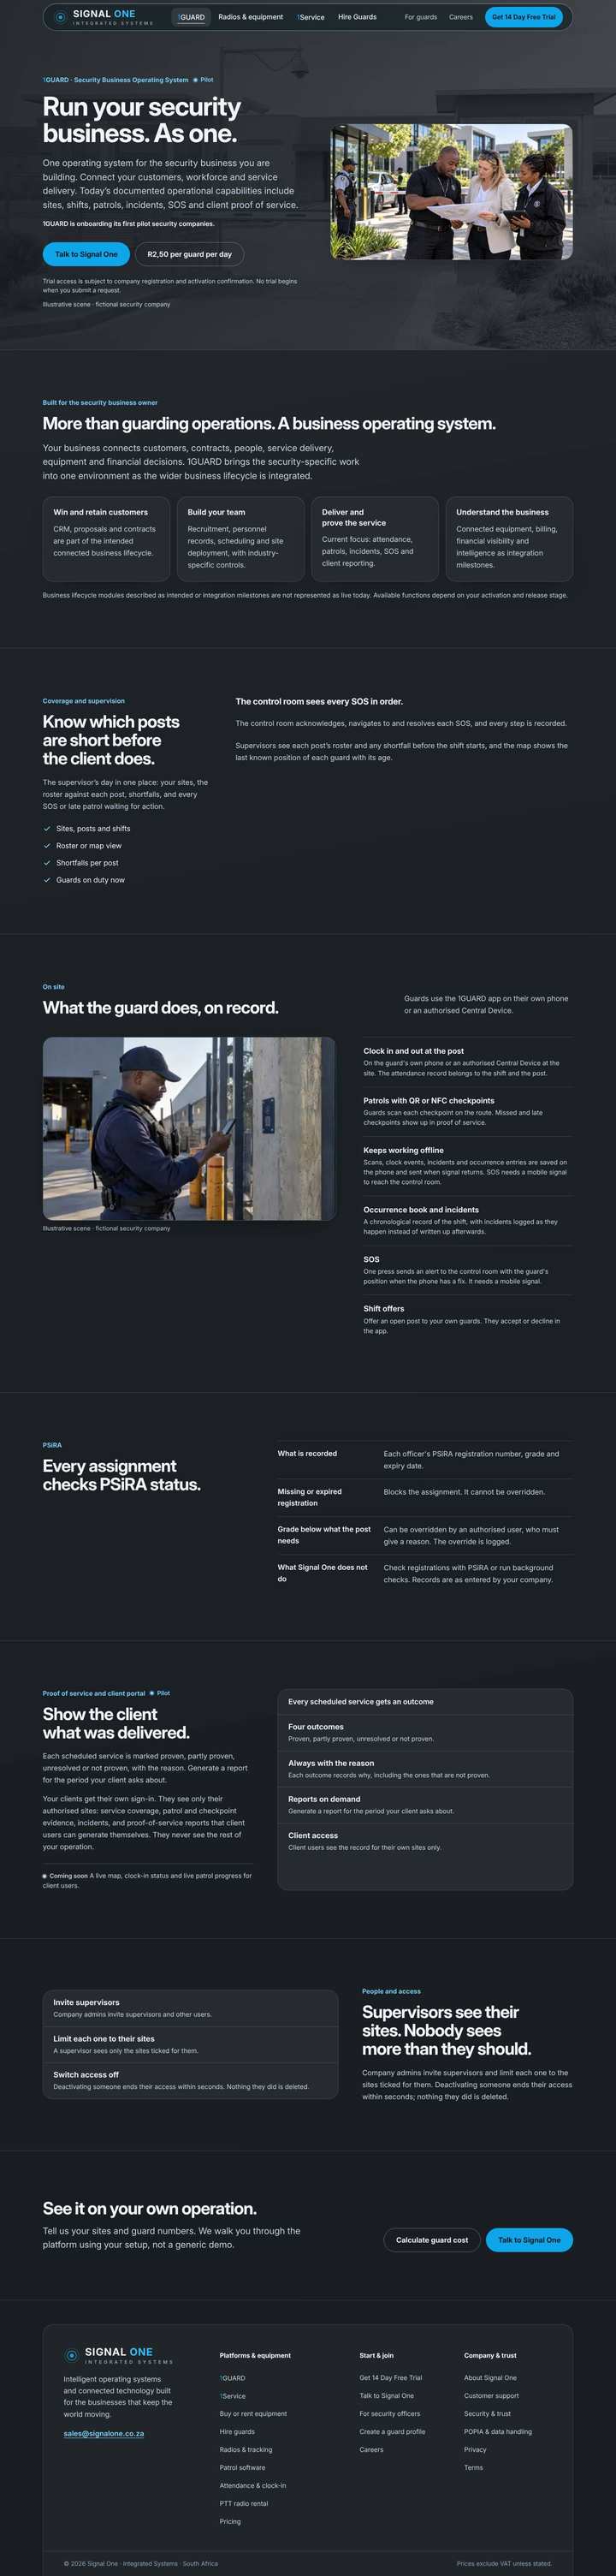 SIGNAL ONE
INTEGRATED SYSTEMS
1GUARD
Radios & equipment
1Service
Hire Guards
For guards
Careers
Get 14 Day Free Trial
1GUARD · Security Business Operating System
Pilot
Run your security
business. As one.
One operating system for the security business you are
building. Connect your customers, workforce and service
delivery. Today's documented operational capabilities include
sites, shifts, patrols, incidents, SOS and client proof of service.
1GUARD is onboarding its first pilot security companies.
Talk to Signal One
R2,50 per guard per day
Trial access is subject to company registration and activation confirmation. No trial begins
when you submit a request.
Illustrative scene · fictional security company
Built for the security business owner
More than guarding operations. A business operating system.
Your business connects customers, contracts, people, service delivery,
equipment and financial decisions. 1GUARD brings the security-specific work
into one environment as the wider business lifecycle is integrated.
Win and retain customers
CRM, proposals and contracts
are part of the intended
connected business lifecycle.
Build your team
Recruitment, personnel
records, scheduling and site
deployment, with industry-
specific controls.
Deliver and
prove the service
Current focus: attendance,
patrols, incidents, SOS and
client reporting.
Understand the business
Connected equipment, billing,
financial visibility and
intelligence as integration
milestones.
Business lifecycle modules described as intended or integration milestones are not represented as live today. Available functions depend on your activation and release stage.
Coverage and supervision
Know which posts
are short before
the client does.
The supervisor's day in one place: your sites, the
roster against each post, shortfalls, and every
SOS or late patrol waiting for action.
Sites, posts and shifts
Roster or map view
Shortfalls per post
Guards on duty now
The control room sees every SOS in order.
The control room acknowledges, navigates to and resolves each SOS, and every step is recorded.
Supervisors see each post's roster and any shortfall before the shift starts, and the map shows the
last known position of each guard with its age.
On site
What the guard does, on record.
Guards use the 1GUARD app on their own phone
or an authorised Central Device.
Illustrative scene · fictional security company
Clock in and out at the post
On the guard's own phone or an authorised Central Device at the
site. The attendance record belongs to the shift and the post.
Patrols with QR or NFC checkpoints
Guards scan each checkpoint on the route. Missed and late
checkpoints show up in proof of service.
Keeps working offline
Scans, clock events, incidents and occurrence entries are saved on
the phone and sent when signal returns. SOS needs a mobile signal
to reach the control room.
Occurrence book and incidents
A chronological record of the shift, with incidents logged as they
happen instead of written up afterwards.
SOS
One press sends an alert to the control room with the guard's
position when the phone has a fix. It needs a mobile signal.
Shift offers
Offer an open post to your own guards. They accept or decline in
the app.
PSiRA
Every assignment
checks PSiRA status.
What is recorded
Each officer's PSiRA registration number, grade and
expiry date.
Missing or expired
registration
Blocks the assignment. It cannot be overridden.
Grade below what the post
needs
Can be overridden by an authorised user, who must
give a reason. The override is logged.
What Signal One does not
do
Check registrations with PSiRA or run background
checks. Records are as entered by your company.
Proof of service and client portal
Pilot
Show the client
what was delivered.
Each scheduled service is marked proven, partly proven,
unresolved or not proven, with the reason. Generate a report
for the period your client asks about.
Your clients get their own sign-in. They see only their
authorised sites: service coverage, patrol and checkpoint
evidence, incidents, and proof-of-service reports that client
users can generate themselves. They never see the rest of
your operation.
Coming soon A live map, clock-in status and live patrol progress for
client users.
Every scheduled service gets an outcome
Four outcomes
Proven, partly proven, unresolved or not proven.
Always with the reason
Each outcome records why, including the ones that are not proven.
Reports on demand
Generate a report for the period your client asks about.
Client access
Client users see the record for their own sites only.
Invite supervisors
Company admins invite supervisors and other users.
Limit each one to their sites
A supervisor sees only the sites ticked for them.
Switch access off
Deactivating someone ends their access within seconds. Nothing they did is deleted.
People and access
Supervisors see their
sites. Nobody sees
more than they should.
Company admins invite supervisors and limit each one to the
sites ticked for them. Deactivating someone ends their access
within seconds; nothing they did is deleted.
See it on your own operation.
Tell us your sites and guard numbers. We walk you through the
platform using your setup, not a generic demo.
Calculate guard cost
Talk to Signal One
SIGNAL ONE
INTEGRATED SYSTEMS
Intelligent operating systems
and connected technology built
for the businesses that keep the
world moving.
sales@signalone.co.za
Platforms & equipment
1GUARD
1Service
Buy or rent equipment
Hire guards
Radios & tracking
Patrol software
Attendance & clock-in
PTT radio rental
Pricing
Start & join
Get 14 Day Free Trial
Talk to Signal One
For security officers
Create a guard profile
Careers
Company & trust
About Signal One
Customer support
Security & trust
POPIA & data handling
Privacy
Terms
© 2026 Signal One · Integrated Systems · South Africa
Prices exclude VAT unless stated.